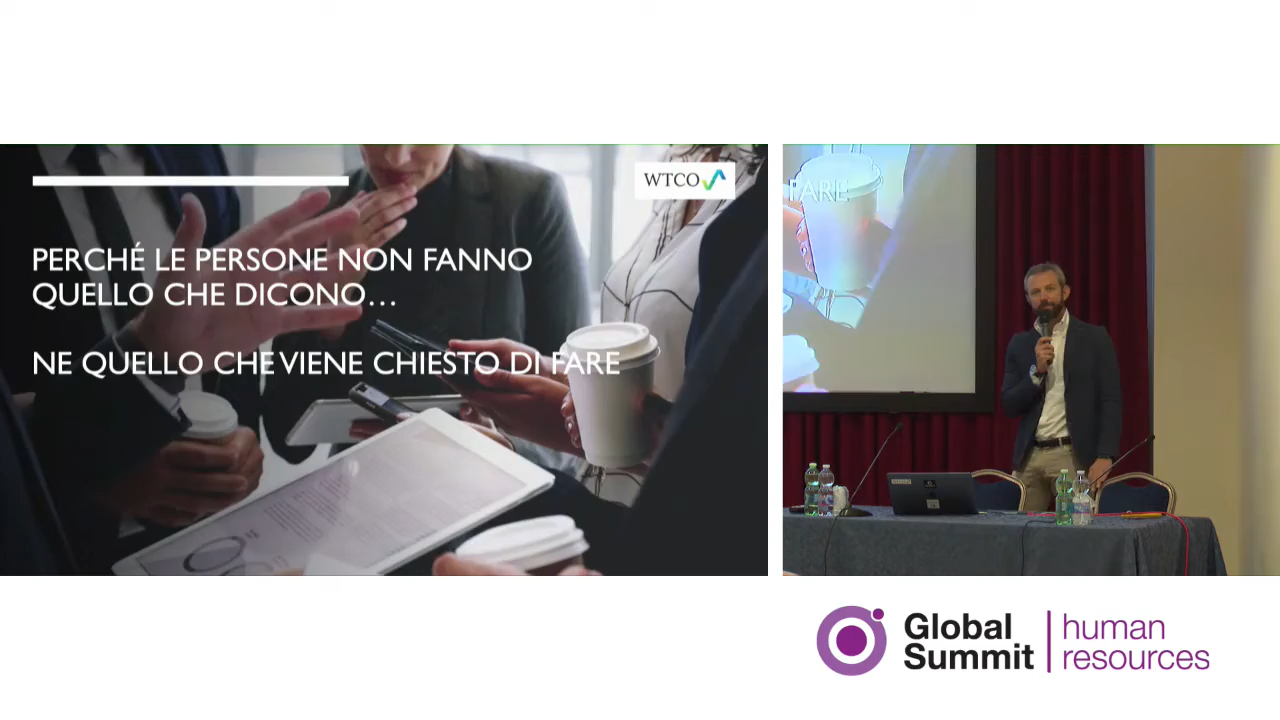 WTCO
PERCHÉ LE PERSONE NON FANNO
QUELLO CHE DICONO...
NE QUELLO CHE VIENE CHIESTO DI FARE
FARE
Global
Summit
human
resources